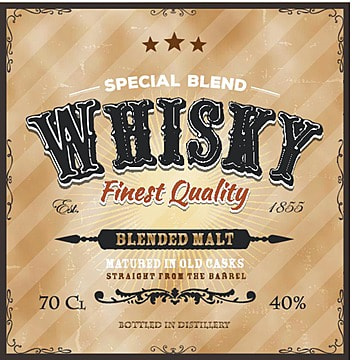 SPECIAL BLEND
WHISKY
Finest Quality
Est. 1855
BLENDED MALT
MATURED IN OLD CASKS
STRAIGHT FROM THE BARREL
70 CL 40%
BOTTLED IN DISTILLERY